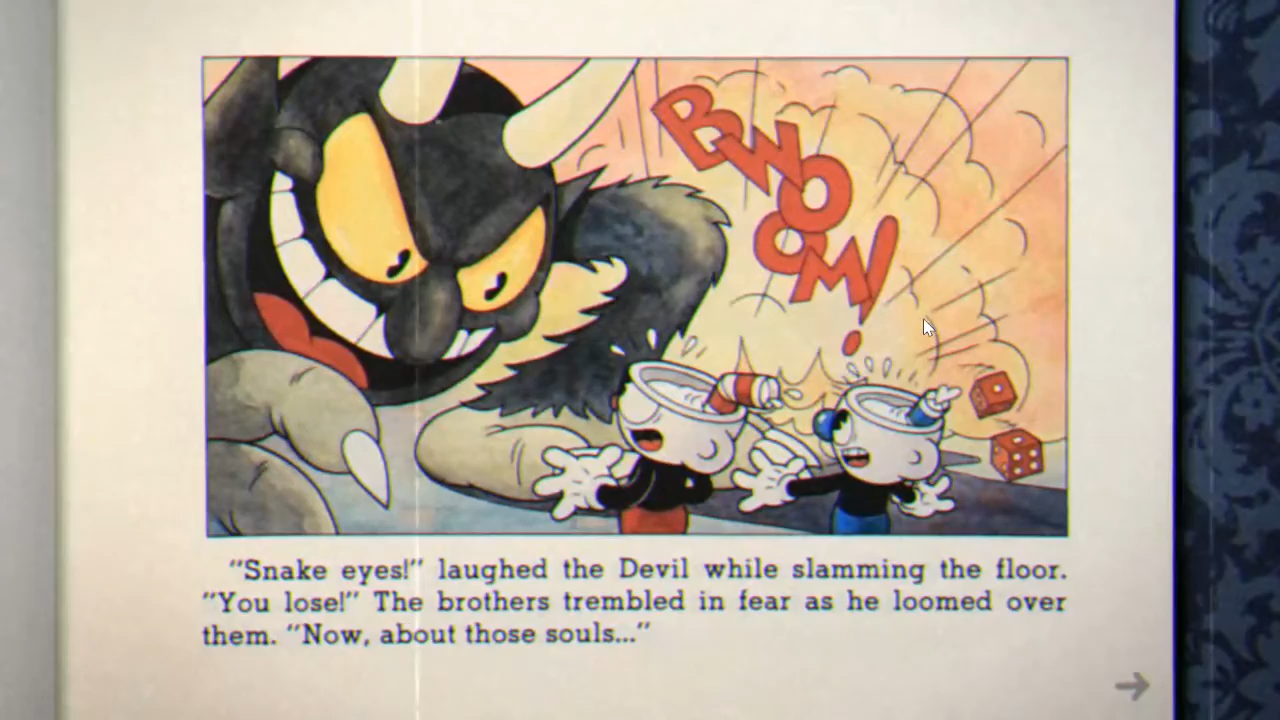 BWOOM!
"Snake eyes!" laughed the Devil while slamming the floor.
"You lose!" The brothers trembled in fear as he loomed over
them. "Now, about those souls..."